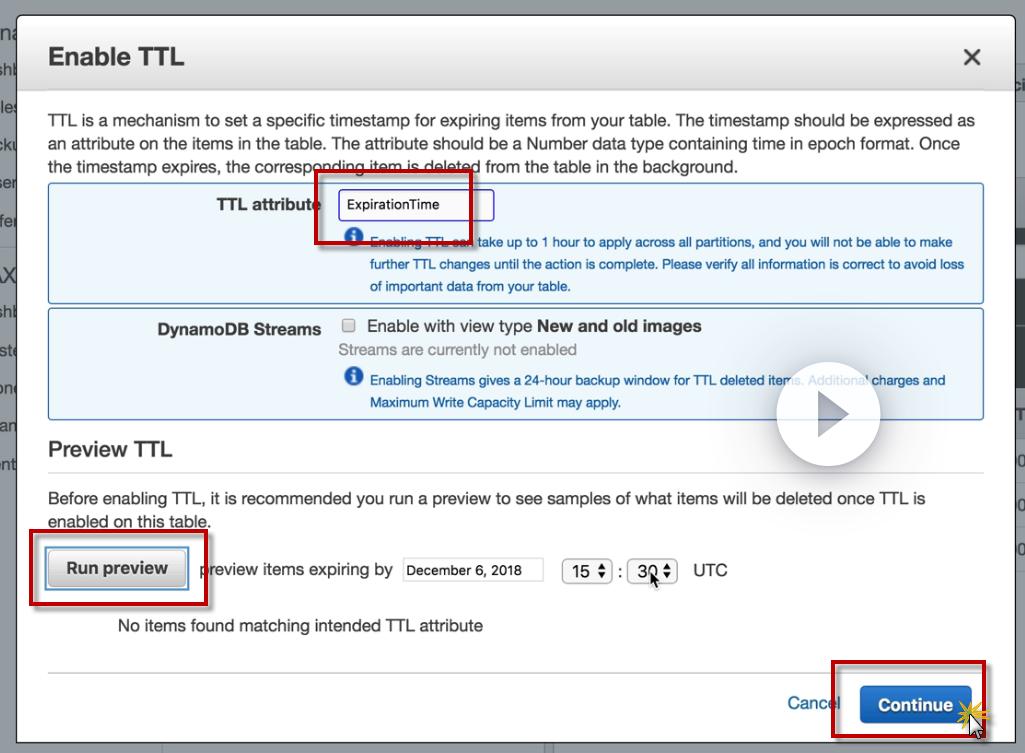 Enable TTL
TTL is a mechanism to set a specific timestamp for expiring items from your table. The timestamp should be expressed as
an attribute on the items in the table. The attribute should be a Number data type containing time in epoch format. Once
the timestamp expires, the corresponding item is deleted from the table in the background.
TTL attribute ExpirationTime
Enabling TTL can take up to 1 hour to apply across all partitions, and you will not be able to make
further TTL changes until the action is complete. Please verify all information is correct to avoid loss
of important data from your table.
DynamoDB Streams Enable with view type New and old images
Streams are currently not enabled
Enabling Streams gives a 24-hour backup window for TTL deleted items. Additional charges and
Maximum Write Capacity Limit may apply.
Preview TTL
Before enabling TTL, it is recommended you run a preview to see samples of what items will be deleted once TTL is
enabled on this table.
Run preview preview items expiring by December 6, 2018 15 : 30 UTC
No items found matching intended TTL attribute
Cancel Continue